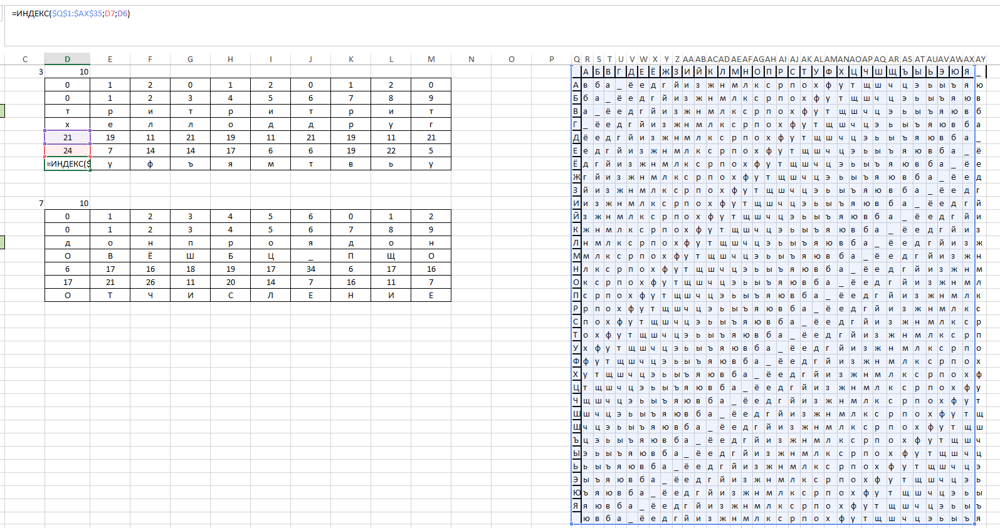 =ИНДЕКС($Q$1:$AX$35;D7;D6)
C D E F G H I J K L M N O P Q R S T U V W X Y Z AA AB AC AD AE AF AG AH AI AJ AK AL AM AN AO AP AQ AR AS AT AU AV AW AX AY
3 10 А Б В Г Д Е Ё Ж З И Й К Л М Н О П Р С Т У Ф Х Ц Ч Ш Щ Ъ Ы Ь Э Ю Я _
0 1 2 0 1 2 0 1 2 0 А в б а _ ё е д г й и з ж н м л к с р п о х ф у т щ ш ч ц э ь ы ъ я ю
0 1 2 3 4 5 6 7 8 9 Б б а _ ё е д г й и з ж н м л к с р п о х ф у т щ ш ч ц э ь ы ъ я ю в
т р и т р и т р и т В а _ ё е д г й и з ж н м л к с р п о х ф у т щ ш ч ц э ь ы ъ я ю в б
х е л л о д д р у г Г _ ё е д г й и з ж н м л к с р п о х ф у т щ ш ч ц э ь ы ъ я ю в б а
21 19 11 21 19 11 21 19 11 21 Д ё е д г й и з ж н м л к с р п о х ф у т щ ш ч ц э ь ы ъ я ю в б а _
24 7 14 14 17 6 6 19 22 5 Е е д г й и з ж н м л к с р п о х ф у т щ ш ч ц э ь ы ъ я ю в б а _ ё
=ИНДЕКС($ у ф ъ я м т в ь у Ё д г й и з ж н м л к с р п о х ф у т щ ш ч ц э ь ы ъ я ю в б а _ ё е
Ж г й и з ж н м л к с р п о х ф у т щ ш ч ц э ь ы ъ я ю в б а _ ё е д
З й и з ж н м л к с р п о х ф у т щ ш ч ц э ь ы ъ я ю в б а _ ё е д г
7 10 И и з ж н м л к с р п о х ф у т щ ш ч ц э ь ы ъ я ю в б а _ ё е д г й
0 1 2 3 4 5 6 0 1 2 Й з ж н м л к с р п о х ф у т щ ш ч ц э ь ы ъ я ю в б а _ ё е д г й и
0 1 2 3 4 5 6 7 8 9 К ж н м л к с р п о х ф у т щ ш ч ц э ь ы ъ я ю в б а _ ё е д г й и з
д о н п р о я д о н Л н м л к с р п о х ф у т щ ш ч ц э ь ы ъ я ю в б а _ ё е д г й и з ж
О В Ё Ш Б Ц _ П Щ О М м л к с р п о х ф у т щ ш ч ц э ь ы ъ я ю в б а _ ё е д г й и з ж н
6 17 16 18 19 17 34 6 17 16 Н л к с р п о х ф у т щ ш ч ц э ь ы ъ я ю в б а _ ё е д г й и з ж н м
17 21 26 11 20 14 7 16 11 7 О к с р п о х ф у т щ ш ч ц э ь ы ъ я ю в б а _ ё е д г й и з ж н м л
О Т Ч И С Л Е Н И Е П с р п о х ф у т щ ш ч ц э ь ы ъ я ю в б а _ ё е д г й и з ж н м л к
Р р п о х ф у т щ ш ч ц э ь ы ъ я ю в б а _ ё е д г й и з ж н м л к с
С п о х ф у т щ ш ч ц э ь ы ъ я ю в б а _ ё е д г й и з ж н м л к с р
Т о х ф у т щ ш ч ц э ь ы ъ я ю в б а _ ё е д г й и з ж н м л к с р п
У х ф у т щ ш ч ц э ь ы ъ я ю в б а _ ё е д г й и з ж н м л к с р п о
Ф ф у т щ ш ч ц э ь ы ъ я ю в б а _ ё е д г й и з ж н м л к с р п о х
Х у т щ ш ч ц э ь ы ъ я ю в б а _ ё е д г й и з ж н м л к с р п о х ф
Ц т щ ш ч ц э ь ы ъ я ю в б а _ ё е д г й и з ж н м л к с р п о х ф у
Ч щ ш ч ц э ь ы ъ я ю в б а _ ё е д г й и з ж н м л к с р п о х ф у т
Ш ш ч ц э ь ы ъ я ю в б а _ ё е д г й и з ж н м л к с р п о х ф у т щ
Щ ч ц э ь ы ъ я ю в б а _ ё е д г й и з ж н м л к с р п о х ф у т щ ш
Ъ ц э ь ы ъ я ю в б а _ ё е д г й и з ж н м л к с р п о х ф у т щ ш ч
Ы э ь ы ъ я ю в б а _ ё е д г й и з ж н м л к с р п о х ф у т щ ш ч ц
Ь ь ы ъ я ю в б а _ ё е д г й и з ж н м л к с р п о х ф у т щ ш ч ц э
Э ы ъ я ю в б а _ ё е д г й и з ж н м л к с р п о х ф у т щ ш ч ц э ь
Ю ъ я ю в б а _ ё е д г й и з ж н м л к с р п о х ф у т щ ш ч ц э ь ы
Я я ю в б а _ ё е д г й и з ж н м л к с р п о х ф у т щ ш ч ц э ь ы ъ
ю в б а _ ё е д г й и з ж н м л к с р п о х ф у т щ ш ч ц э ь ы ъ я